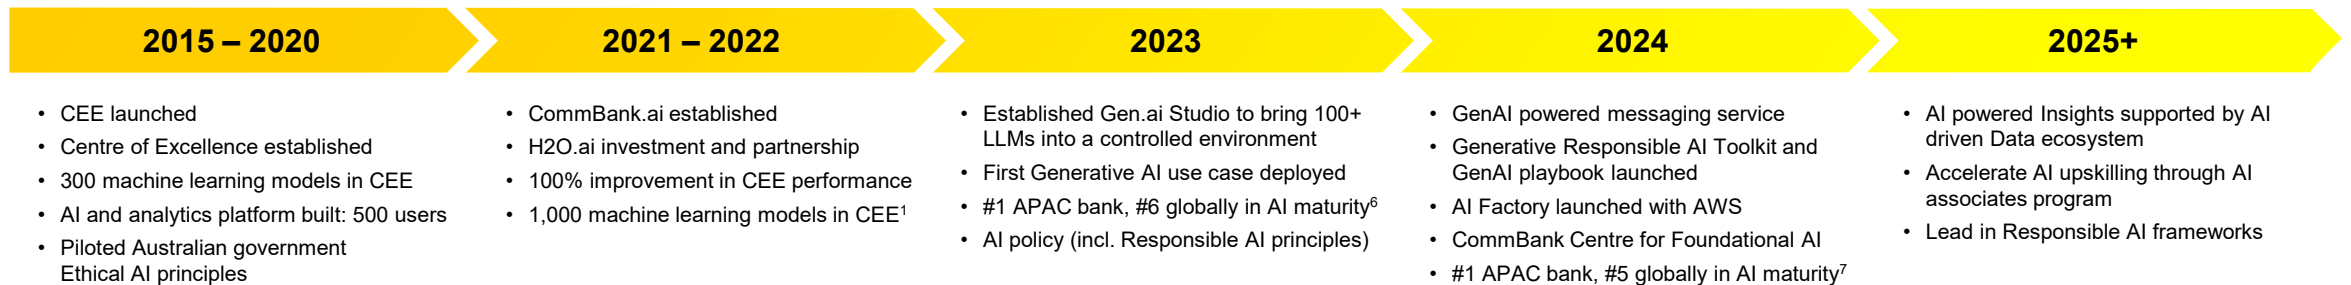 2015 – 2020
• CEE launched
• Centre of Excellence established
• 300 machine learning models in CEE
• AI and analytics platform built: 500 users
• Piloted Australian government
Ethical AI principles
2021 – 2022
• CommBank.ai established
• H2O.ai investment and partnership
• 100% improvement in CEE performance
• 1,000 machine learning models in CEE¹
2023
• Established Gen.ai Studio to bring 100+
LLMs into a controlled environment
• First Generative AI use case deployed
• #1 APAC bank, #6 globally in AI maturity⁶
• AI policy (incl. Responsible AI principles)
2024
• GenAI powered messaging service
• Generative Responsible AI Toolkit and
GenAI playbook launched
• AI Factory launched with AWS
• CommBank Centre for Foundational AI
• #1 APAC bank, #5 globally in AI maturity⁷
2025+
• AI powered Insights supported by AI
driven Data ecosystem
• Accelerate AI upskilling through AI
associates program
• Lead in Responsible AI frameworks